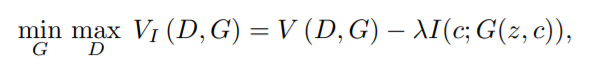 min max V_I (D, G) = V (D, G) − λI(c; G(z, c)),
G D